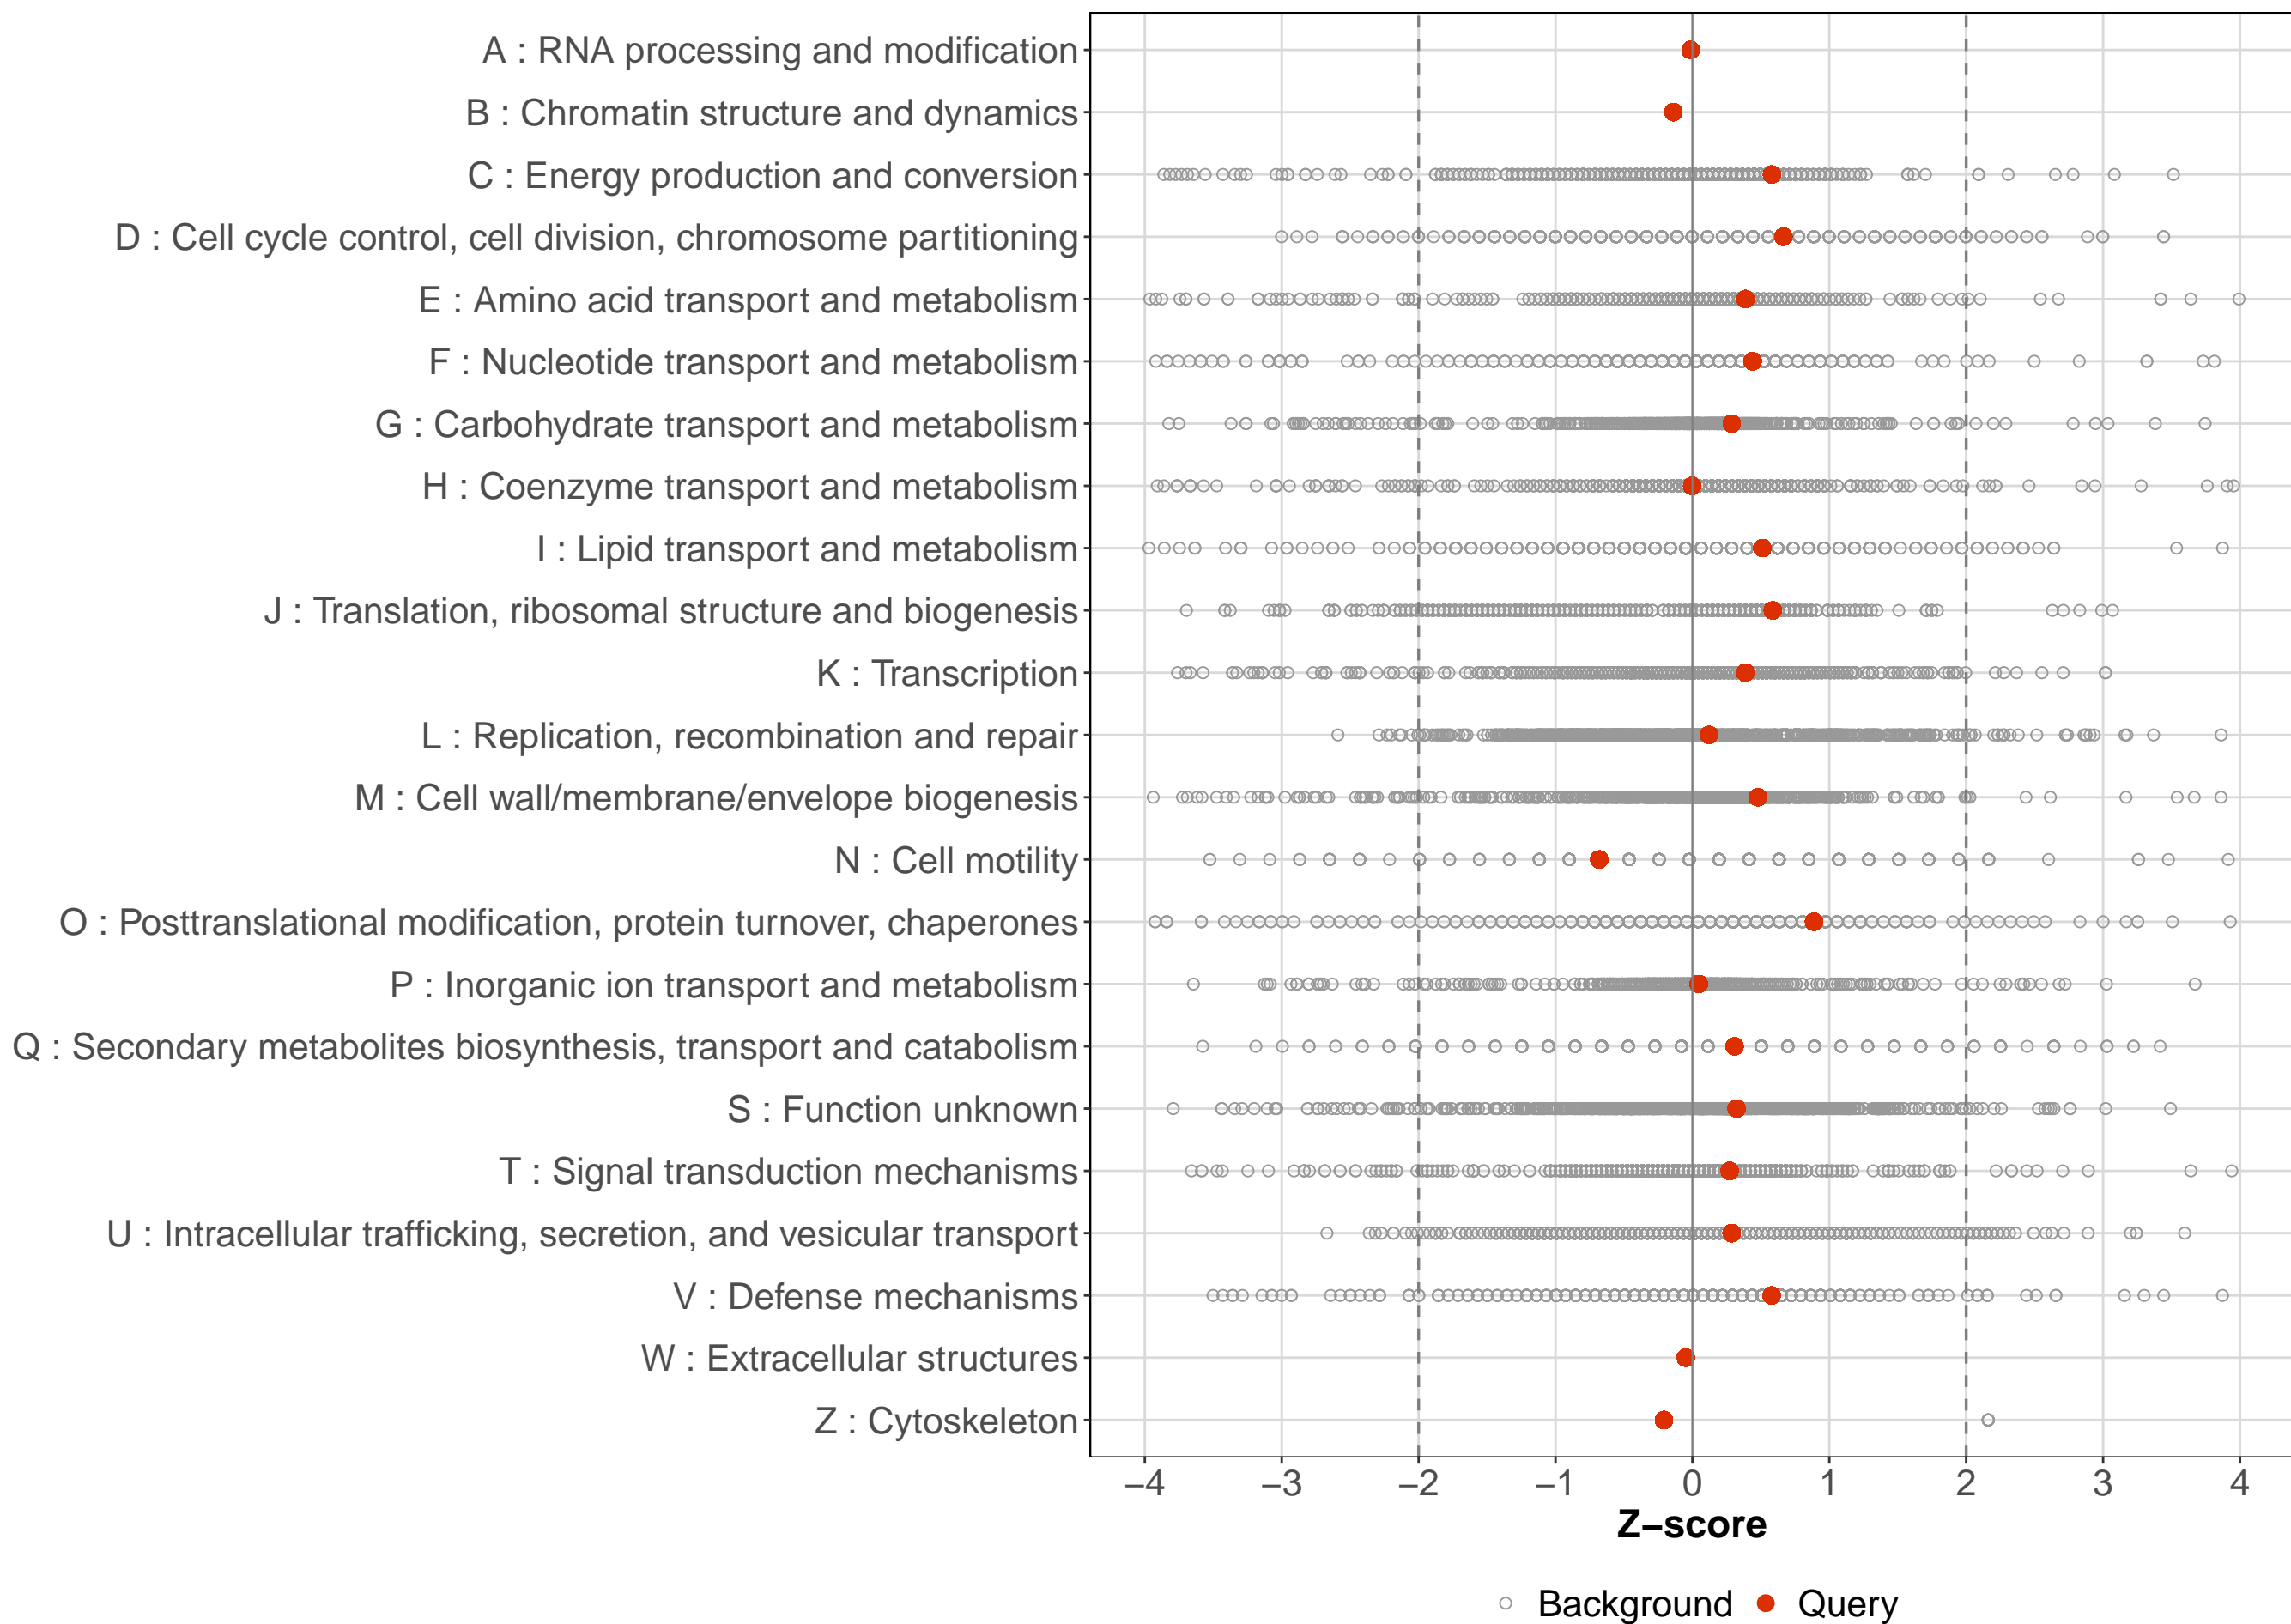 A : RNA processing and modification
B : Chromatin structure and dynamics
C : Energy production and conversion
D : Cell cycle control, cell division, chromosome partitioning
E : Amino acid transport and metabolism
F : Nucleotide transport and metabolism
G : Carbohydrate transport and metabolism
H : Coenzyme transport and metabolism
I : Lipid transport and metabolism
J : Translation, ribosomal structure and biogenesis
K : Transcription
L : Replication, recombination and repair
M : Cell wall/membrane/envelope biogenesis
N : Cell motility
O : Posttranslational modification, protein turnover, chaperones
P : Inorganic ion transport and metabolism
Q : Secondary metabolites biosynthesis, transport and catabolism
S : Function unknown
T : Signal transduction mechanisms
U : Intracellular trafficking, secretion, and vesicular transport
V : Defense mechanisms
W : Extracellular structures
Z : Cytoskeleton
−4 −3 −2 −1 0 1 2 3 4
Z−score
Background Query